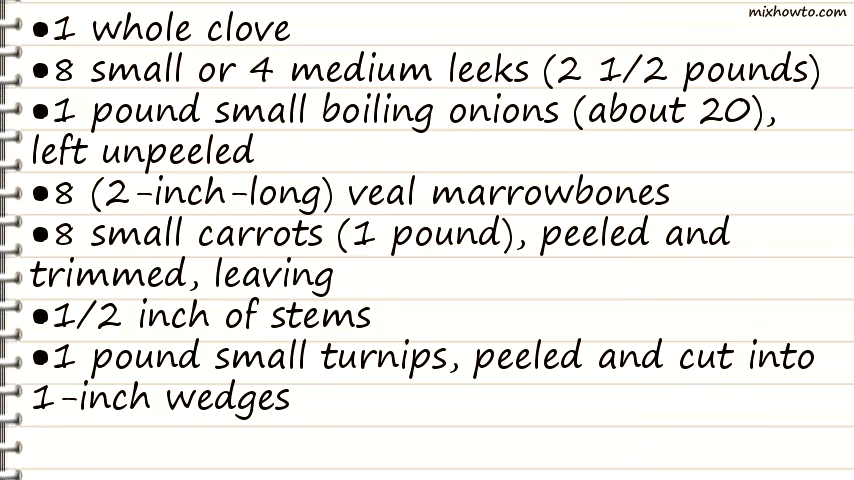 mixhowto.com
•1 whole clove
•8 small or 4 medium leeks (2 1/2 pounds)
•1 pound small boiling onions (about 20),
left unpeeled
•8 (2-inch-long) veal marrowbones
•8 small carrots (1 pound), peeled and
trimmed, leaving
•1/2 inch of stems
•1 pound small turnips, peeled and cut into
1-inch wedges